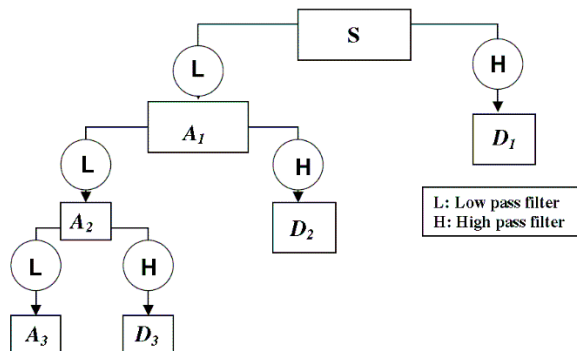 S
L
H
A1
D1
L
H
L: Low pass filter
H: High pass filter
A2
D2
L
H
A3
D3